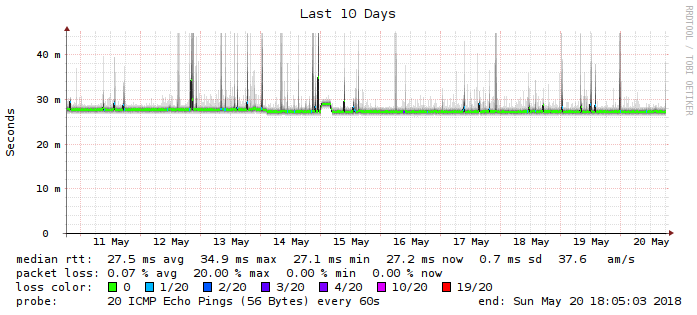 Last 10 Days
RRDTOOL / TOBI OETIKER
Seconds
40 m
30 m
20 m
10 m
0
11 May 12 May 13 May 14 May 15 May 16 May 17 May 18 May 19 May 20 May
median rtt: 27.5 ms avg 34.9 ms max 27.1 ms min 27.2 ms now 0.7 ms sd 37.6 am/s
packet loss: 0.07 % avg 20.00 % max 0.00 % min 0.00 % now
loss color: 0 1/20 2/20 3/20 4/20 10/20 19/20
probe: 20 ICMP Echo Pings (56 Bytes) every 60s end: Sun May 20 18:05:03 2018